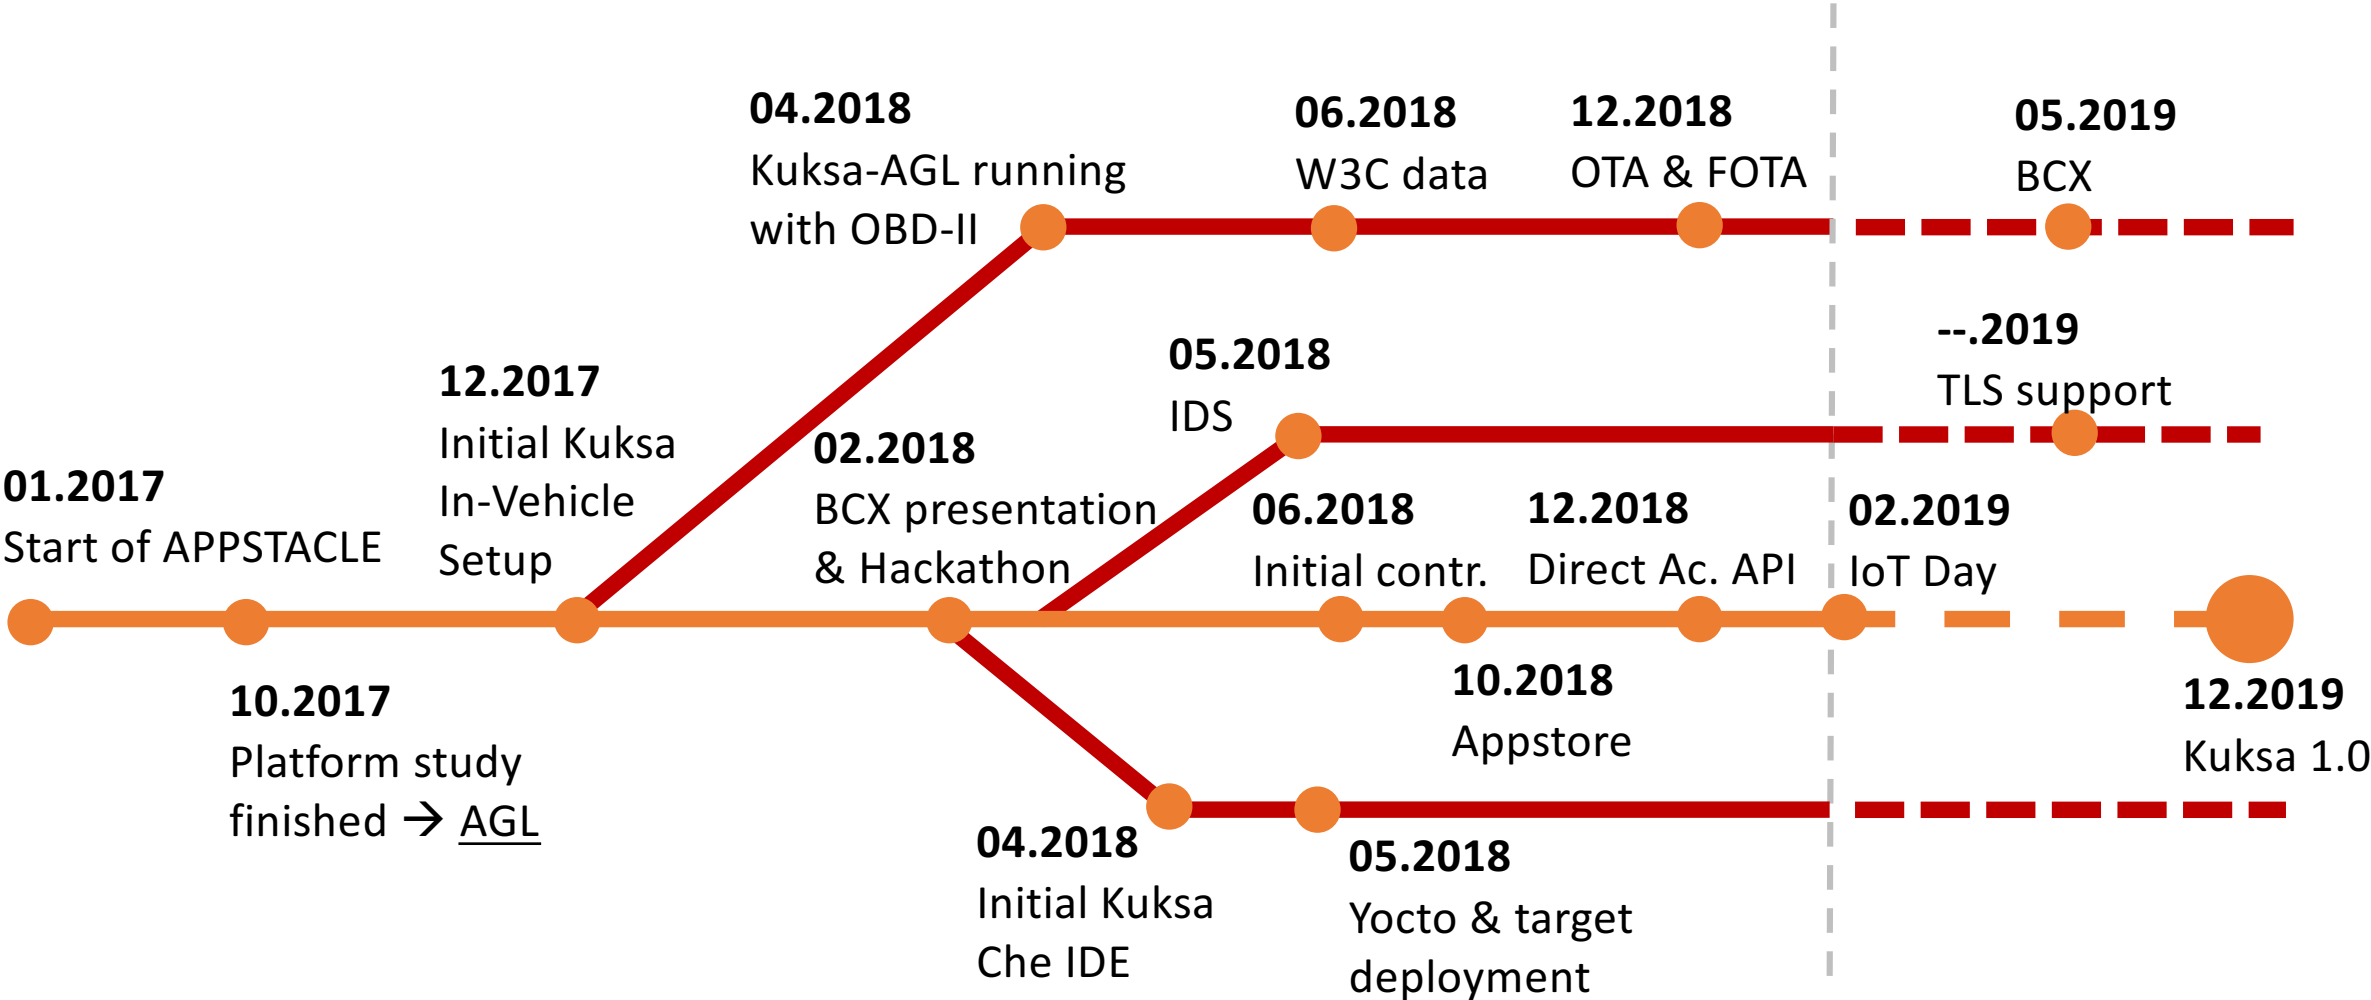 04.2018
Kuksa-AGL running
with OBD-II
06.2018
W3C data
12.2018
OTA & FOTA
05.2019
BCX
05.2018
IDS
--.2019
TLS support
01.2017
Start of APPSTACLE
12.2017
Initial Kuksa
In-Vehicle
Setup
02.2018
BCX presentation
& Hackathon
06.2018
Initial contr.
12.2018
Direct Ac. API
02.2019
IoT Day
10.2017
Platform study
finished → AGL
10.2018
Appstore
12.2019
Kuksa 1.0
04.2018
Initial Kuksa
Che IDE
05.2018
Yocto & target
deployment